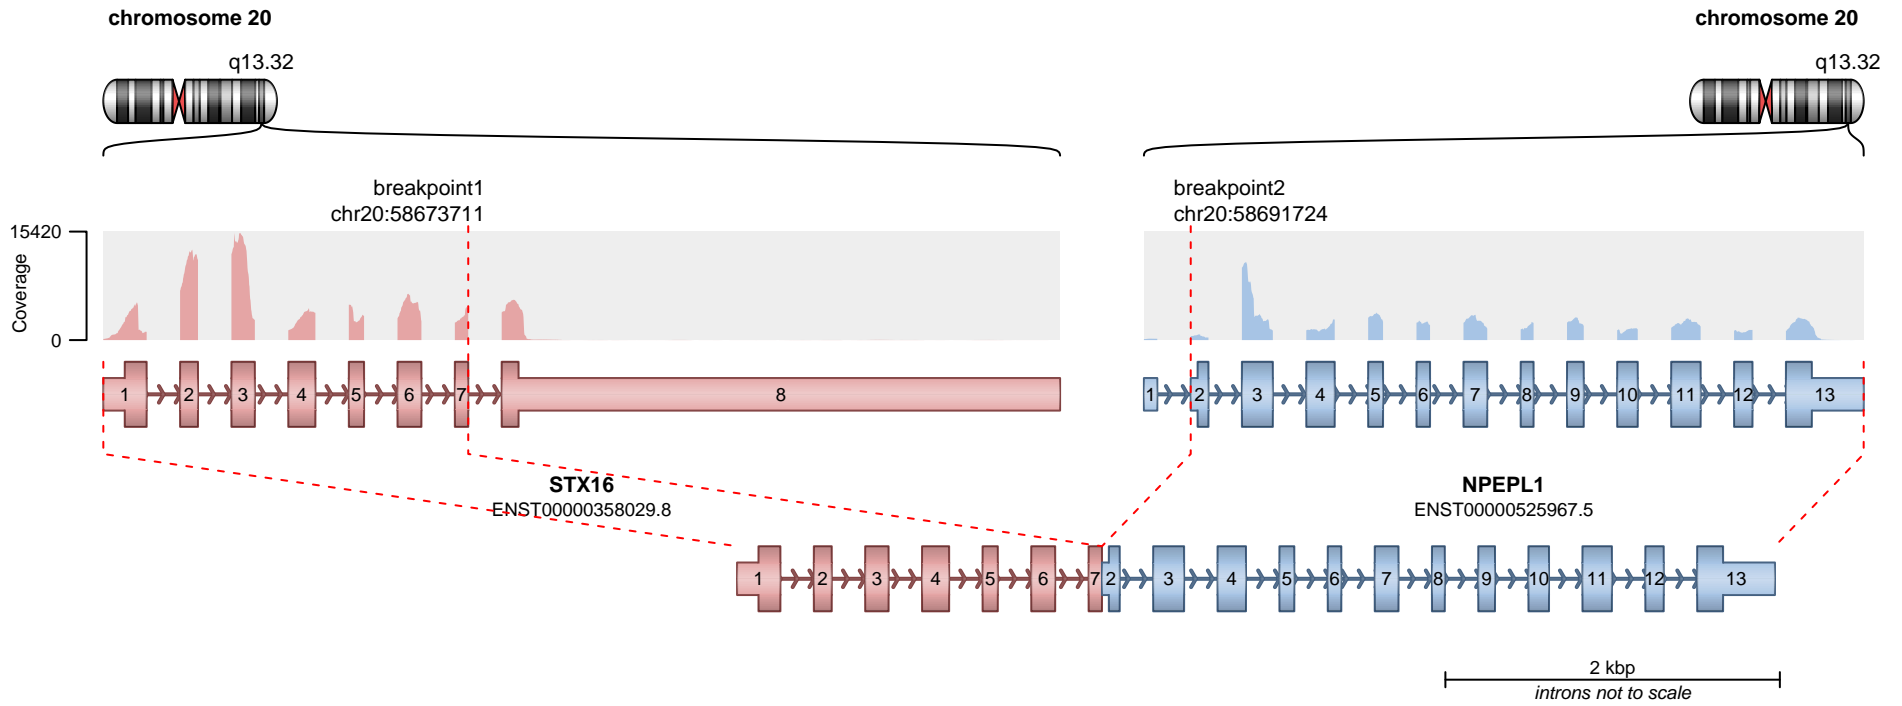 chromosome 20
chromosome 20
q13.32
q13.32
breakpoint1
chr20:58673711
breakpoint2
chr20:58691724
15420
Coverage
0
1 2 3 4 5 6 7 8
1 2 3 4 5 6 7 8 9 10 11 12 13
STX16
ENST00000358029.8
NPEPL1
ENST00000525967.5
1 2 3 4 5 6 7 2 3 4 5 6 7 8 9 10 11 12 13
2 kbp
introns not to scale